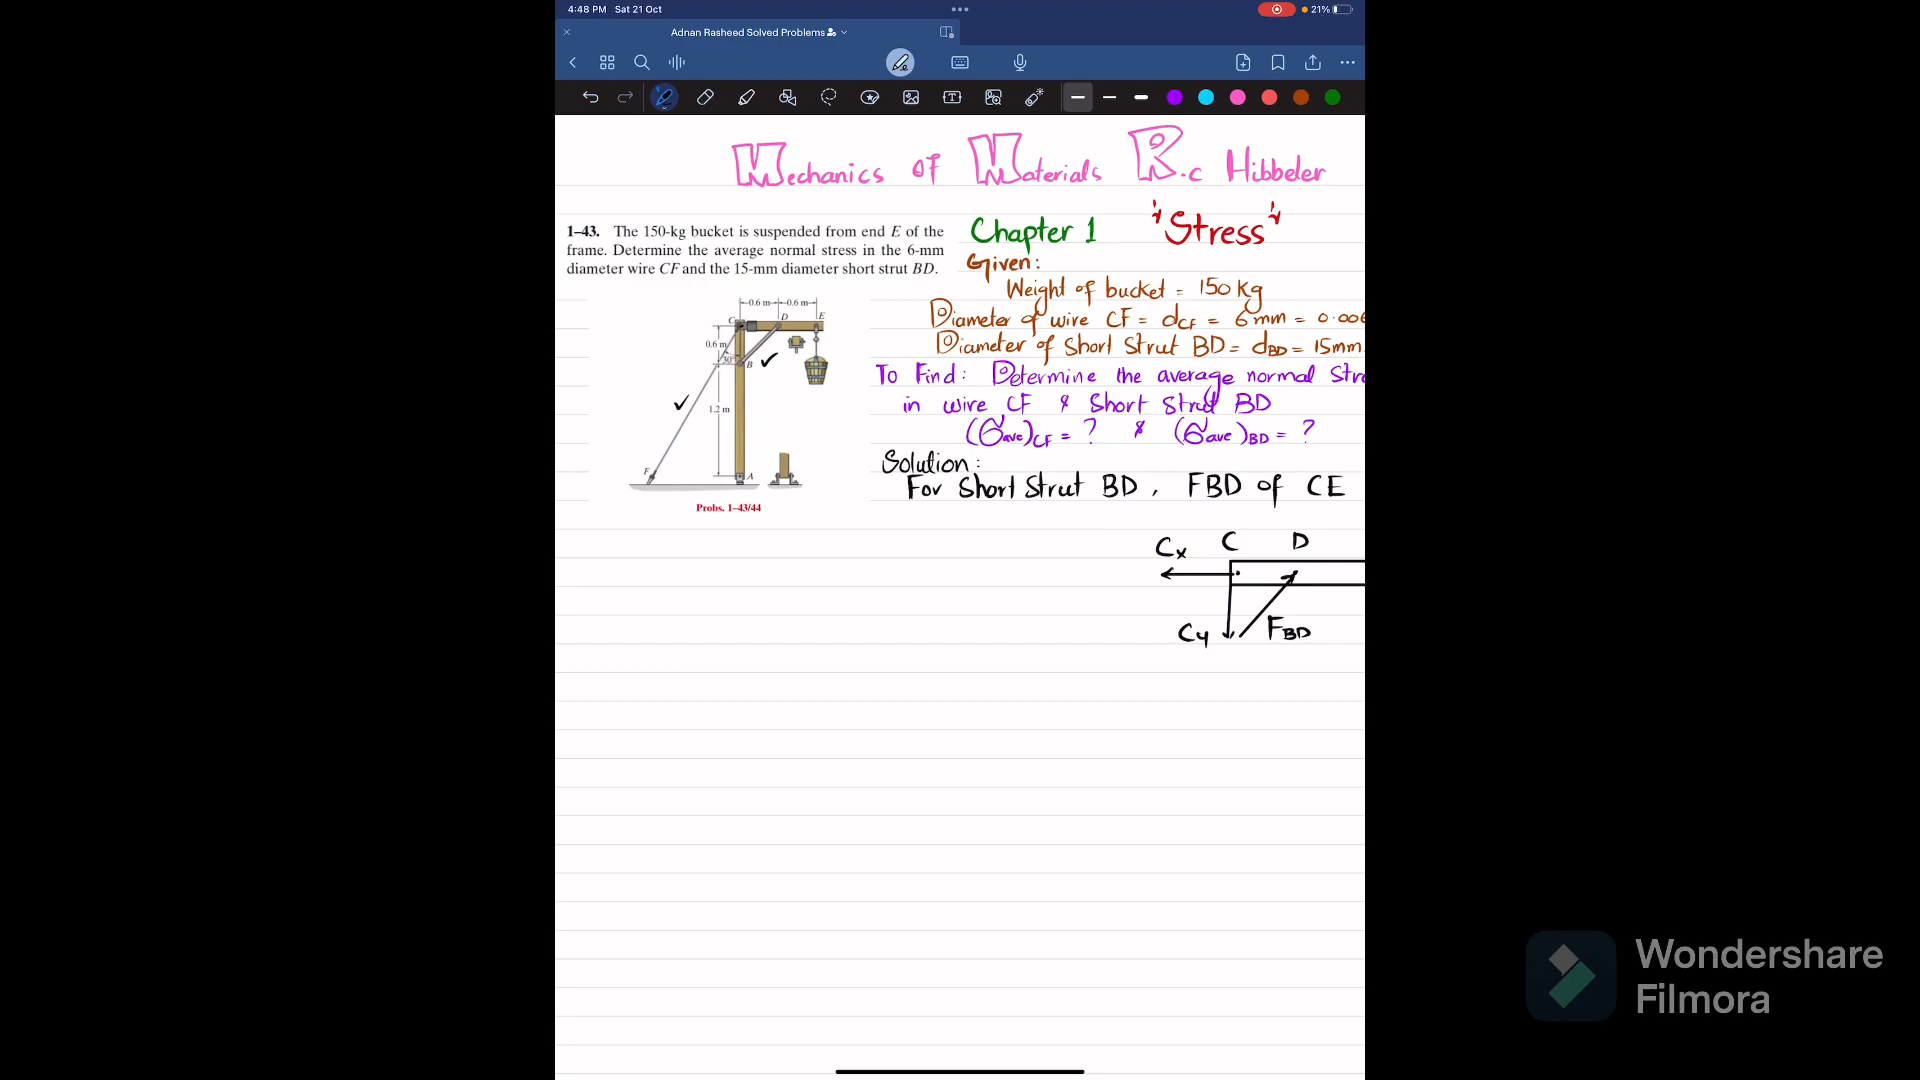 4:48 PM Sat 21 Oct
21%
Adnan Rasheed Solved Problems
Mechanics of Materials R.c Hibbeler
1–43. The 150-kg bucket is suspended from end E of the
frame. Determine the average normal stress in the 6-mm
diameter wire CF and the 15-mm diameter short strut BD.
Chapter 1 "Stress"
Given:
Weight of bucket = 150 kg
Diameter of wire CF = dCF = 6 mm = 0.006
Diameter of Short Strut BD = dBD = 15mm
To Find: Determine the average normal Stre
in wire CF & Short Strut BD
(σave)CF = ? & (σave)BD = ?
Solution:
For Short Strut BD, FBD of CE
0.6 m 0.6 m
C D E
0.6 m
30°
B
1.2 m
F
A
Probs. 1–43/44
Cx C D
Cy FBD
Wondershare
Filmora